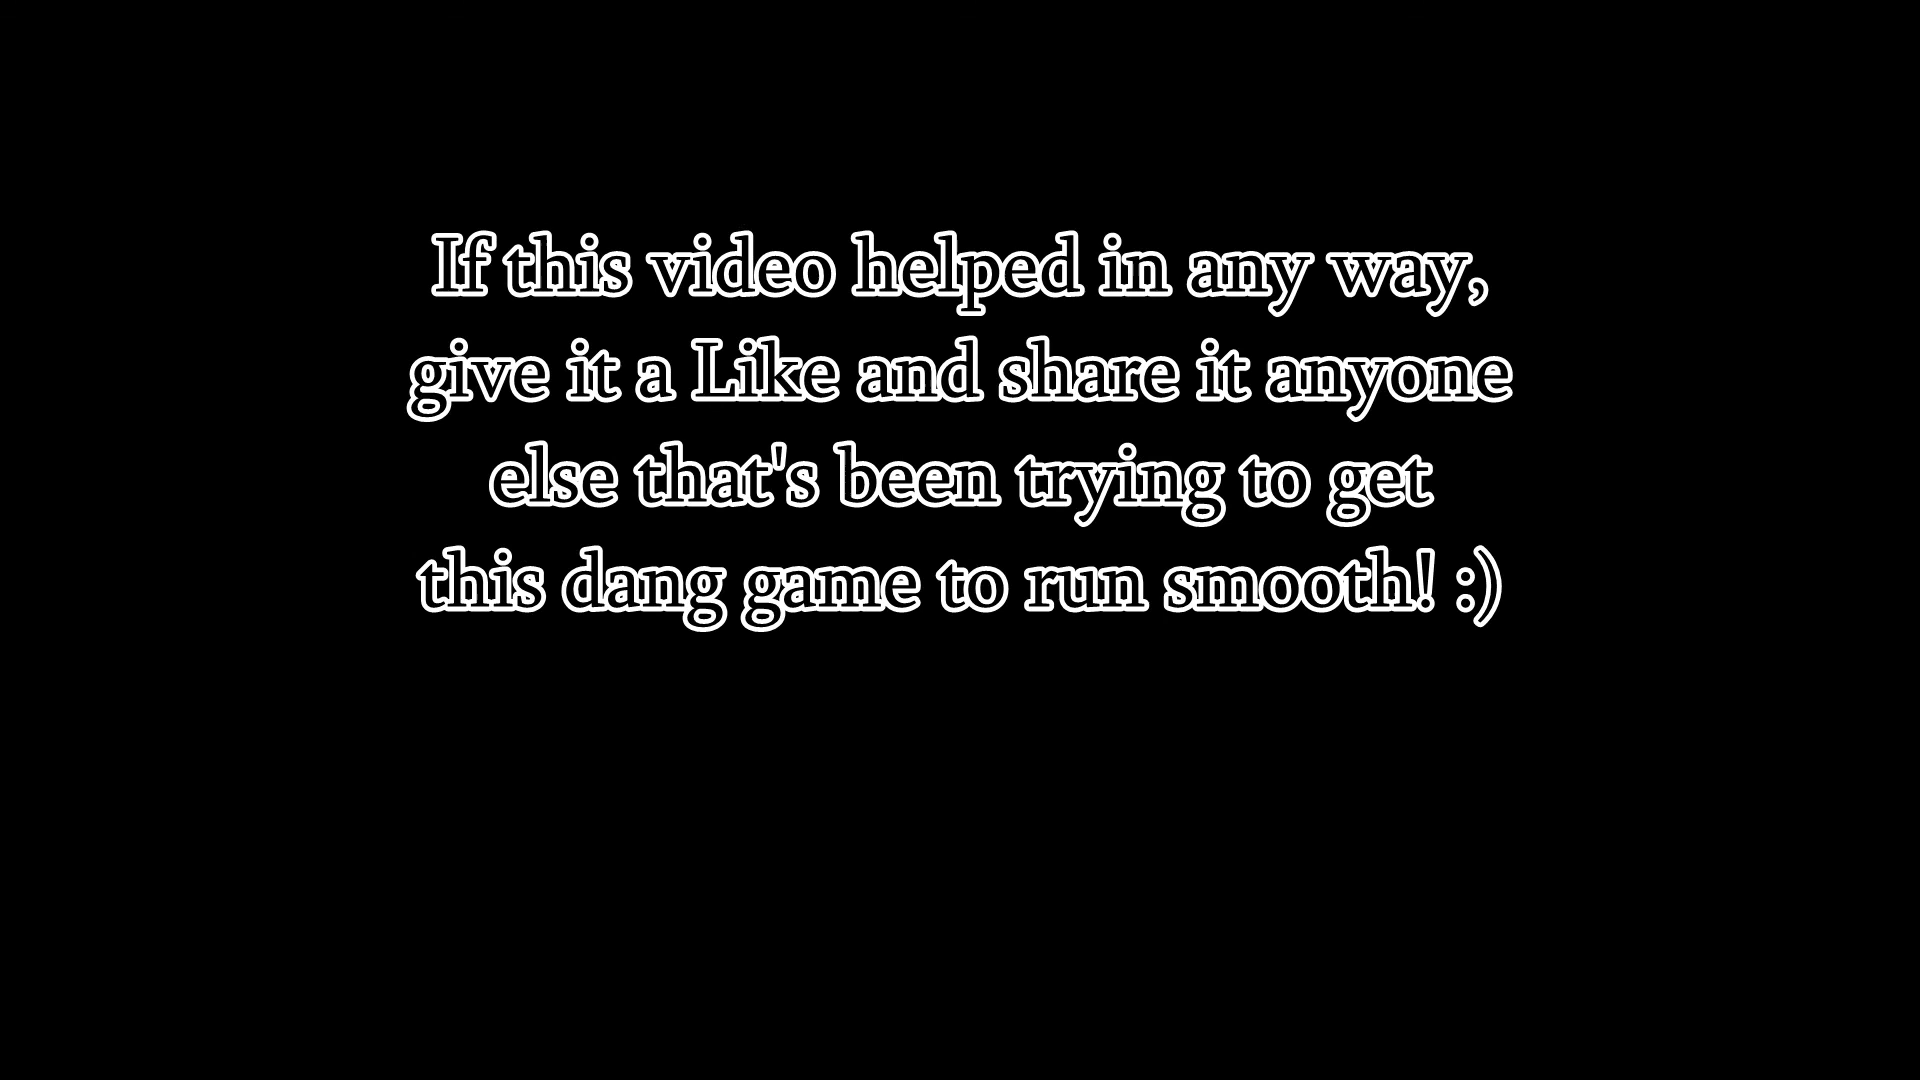 If this video helped in any way,
give it a Like and share it anyone
else that's been trying to get
this dang game to run smooth! :)